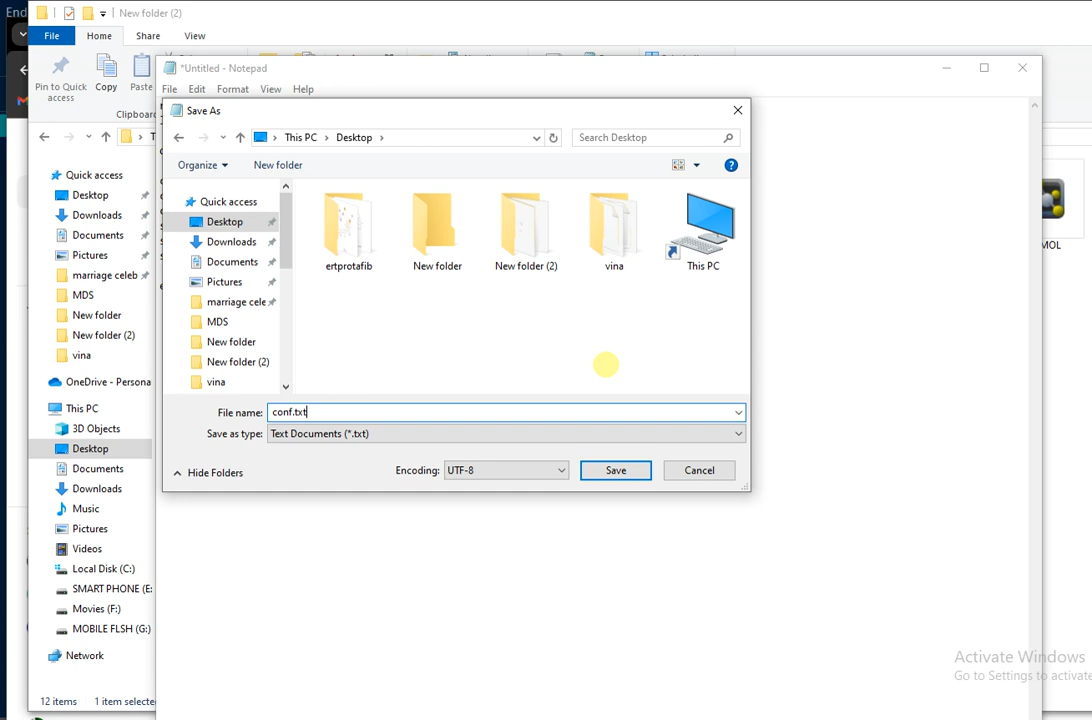 End
New folder (2)
File Home Share View
Pin to Quick access
Copy
Paste
Clipboard
*Untitled - Notepad
File Edit Format View Help
Save As
This PC > Desktop >
Search Desktop
Organize
New folder
Quick access
Desktop
Downloads
Documents
Pictures
marriage cele
MDS
New folder
New folder (2)
vina
ertprotafib
New folder
New folder (2)
vina
This PC
File name: conf.txt
Save as type: Text Documents (*.txt)
Hide Folders
Encoding: UTF-8
Save
Cancel
Quick access
Desktop
Downloads
Documents
Pictures
marriage celeb
MDS
New folder
New folder (2)
vina
OneDrive - Persona
This PC
3D Objects
Desktop
Documents
Downloads
Music
Pictures
Videos
Local Disk (C:)
SMART PHONE (E:
Movies (F:)
MOBILE FLSH (G:)
Network
12 items 1 item selecte
MOL
Activate Windows
Go to Settings to activate